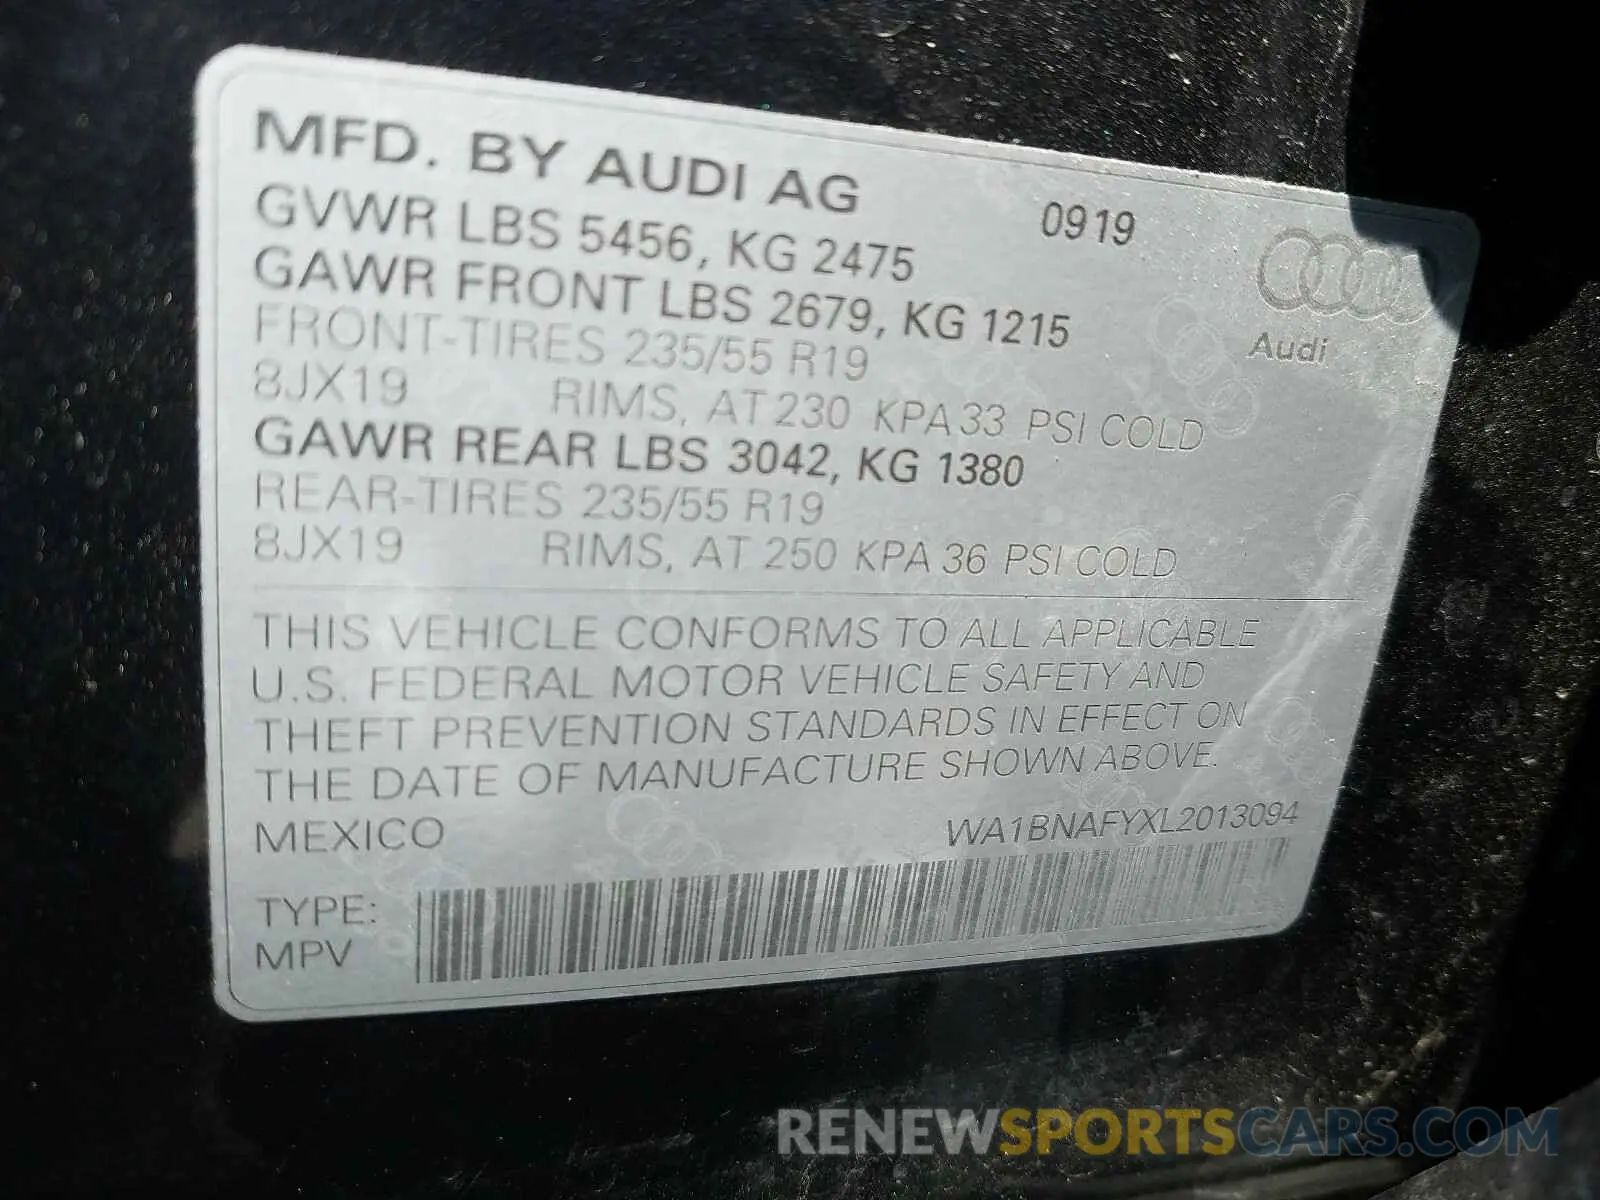 MFD. BY AUDI AG 0919
GVWR LBS 5456, KG 2475
GAWR FRONT LBS 2679, KG 1215
FRONT-TIRES 235/55 R19
Audi
8JX19 RIMS, AT 230 KPA 33 PSI COLD
GAWR REAR LBS 3042, KG 1380
REAR-TIRES 235/55 R19
8JX19 RIMS, AT 250 KPA 36 PSI COLD
THIS VEHICLE CONFORMS TO ALL APPLICABLE
U.S. FEDERAL MOTOR VEHICLE SAFETY AND
THEFT PREVENTION STANDARDS IN EFFECT ON
THE DATE OF MANUFACTURE SHOWN ABOVE.
MEXICO WA1BNAFYXL2013094
TYPE:
MPV
RENEWSPORTSCARS.COM